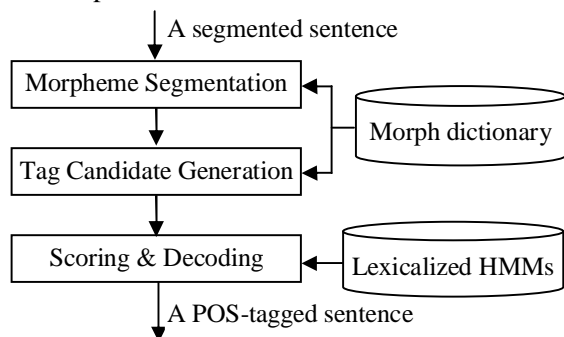 A segmented sentence
Morpheme Segmentation
Morph dictionary
Tag Candidate Generation
Scoring & Decoding
Lexicalized HMMs
A POS-tagged sentence